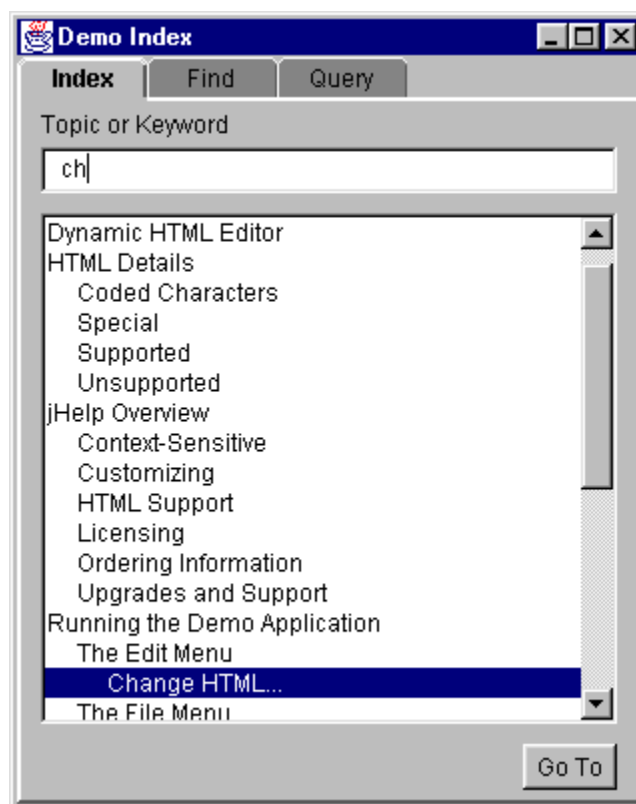 Demo Index
Index Find Query
Topic or Keyword
ch
Dynamic HTML Editor
HTML Details
Coded Characters
Special
Supported
Unsupported
jHelp Overview
Context-Sensitive
Customizing
HTML Support
Licensing
Ordering Information
Upgrades and Support
Running the Demo Application
The Edit Menu
Change HTML...
The File Menu
Go To